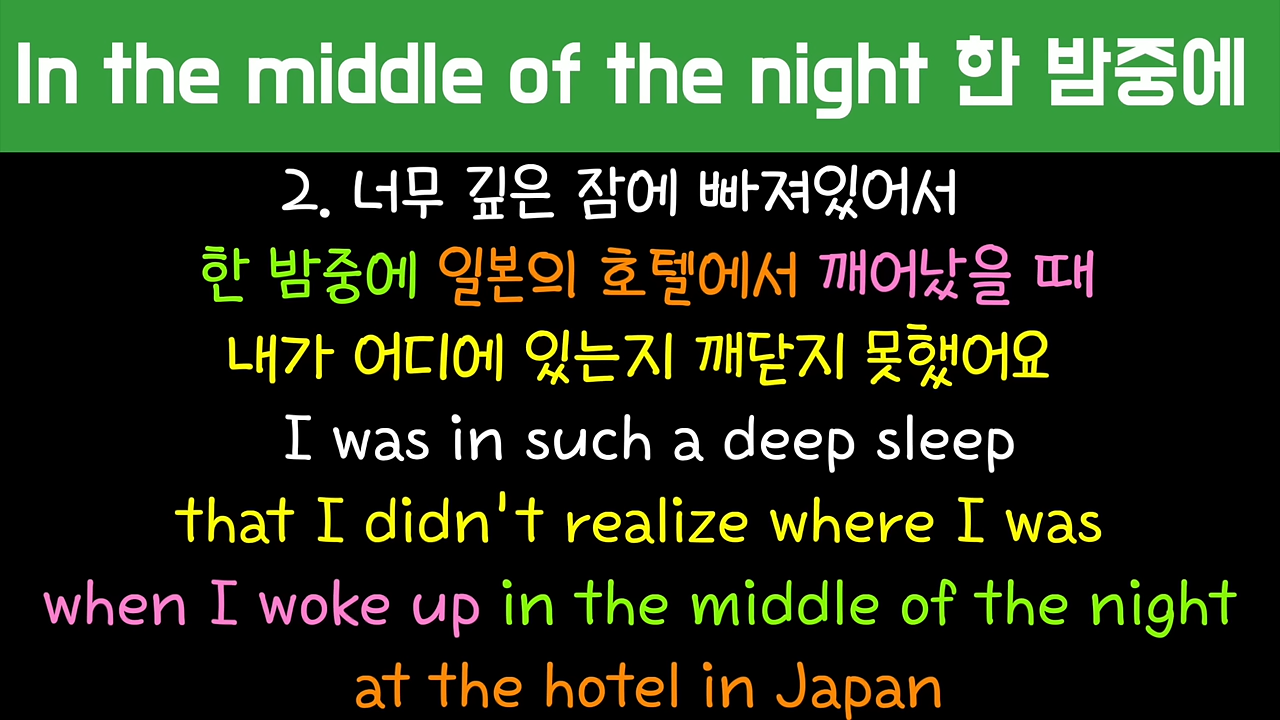 In the middle of the night 한 밤중에
2. 너무 깊은 잠에 빠져있어서
한 밤중에 일본의 호텔에서 깨어났을 때
내가 어디에 있는지 깨닫지 못했어요
I was in such a deep sleep
that I didn't realize where I was
when I woke up in the middle of the night
at the hotel in Japan